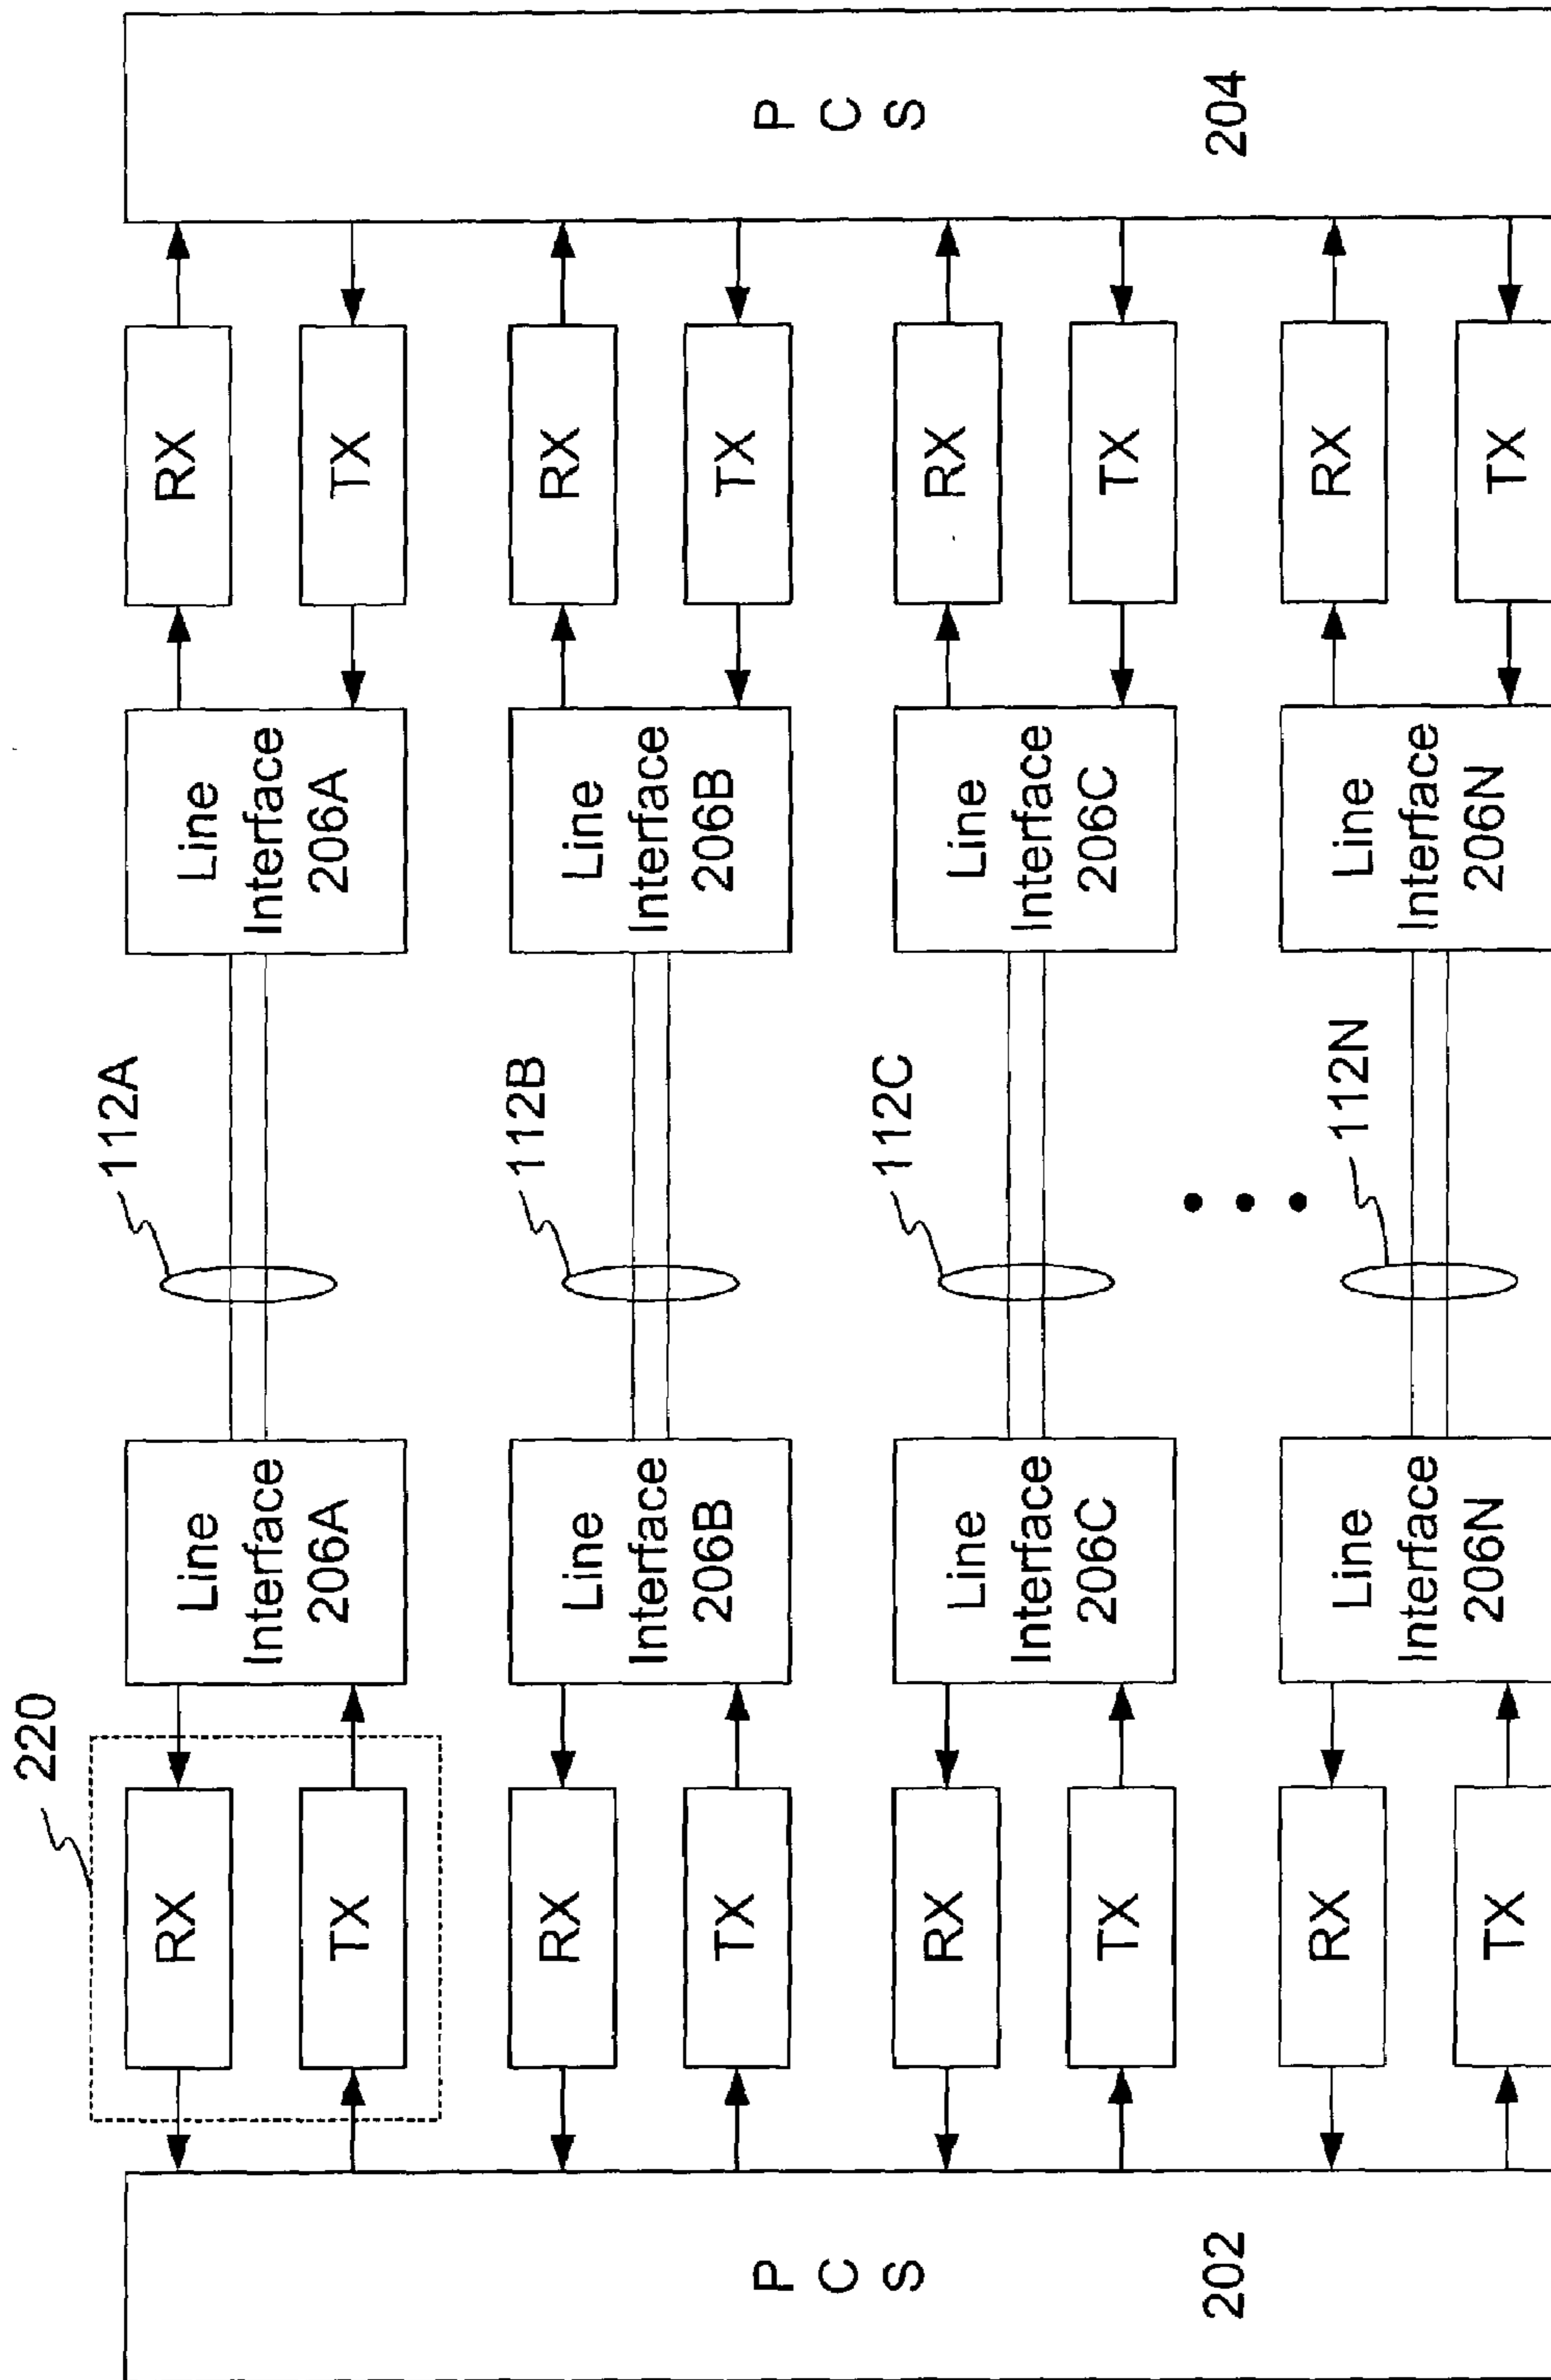 220
112A
RX
TX
Line
Interface
206A
Line
Interface
206A
RX
TX
112B
RX
TX
Line
Interface
206B
Line
Interface
206B
RX
TX
P
C
S
202
P
C
S
204
112C
RX
TX
Line
Interface
206C
Line
Interface
206C
RX
TX
112N
RX
TX
Line
Interface
206N
Line
Interface
206N
RX
TX